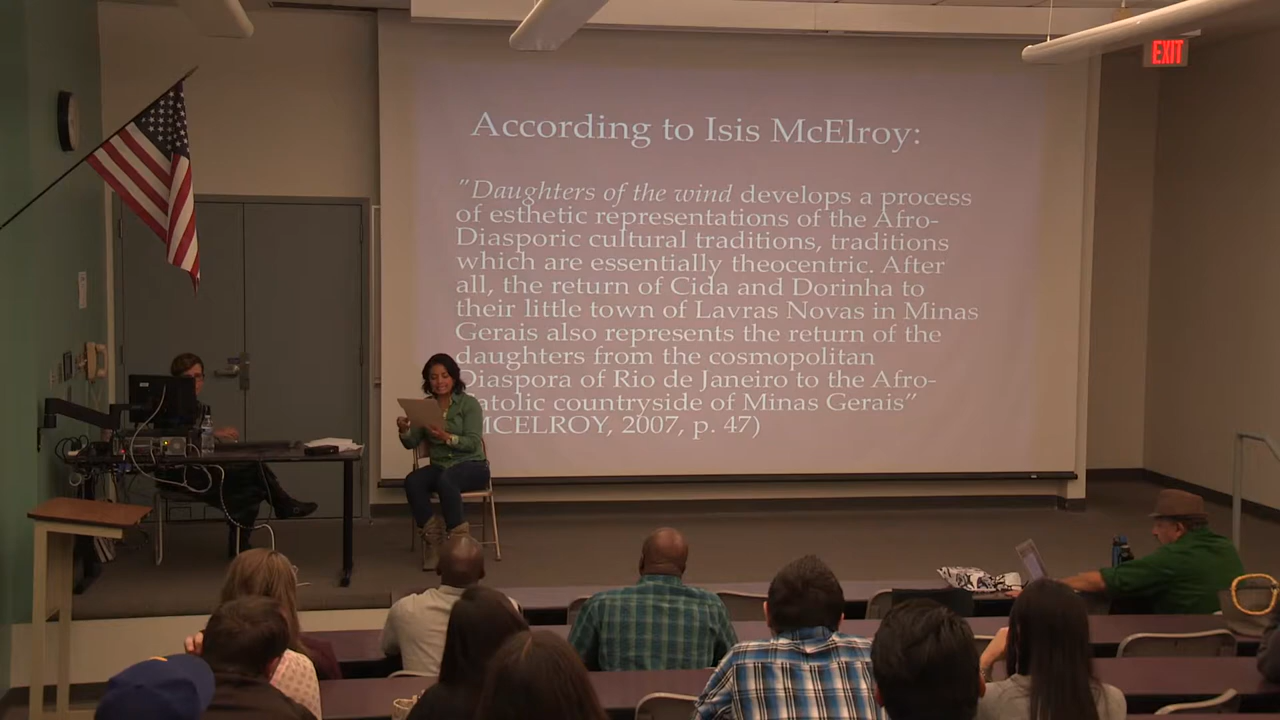 EXIT
According to Isis McElroy:
"Daughters of the wind develops a process
of esthetic representations of the Afro-
Diasporic cultural traditions, traditions
which are essentially theocentric. After
all, the return of Cida and Dorinha to
their little town of Lavras Novas in Minas
Gerais also represents the return of the
daughters from the cosmopolitan
Diaspora of Rio de Janeiro to the Afro-
atolic countryside of Minas Gerais"
MCELROY, 2007, p. 47)